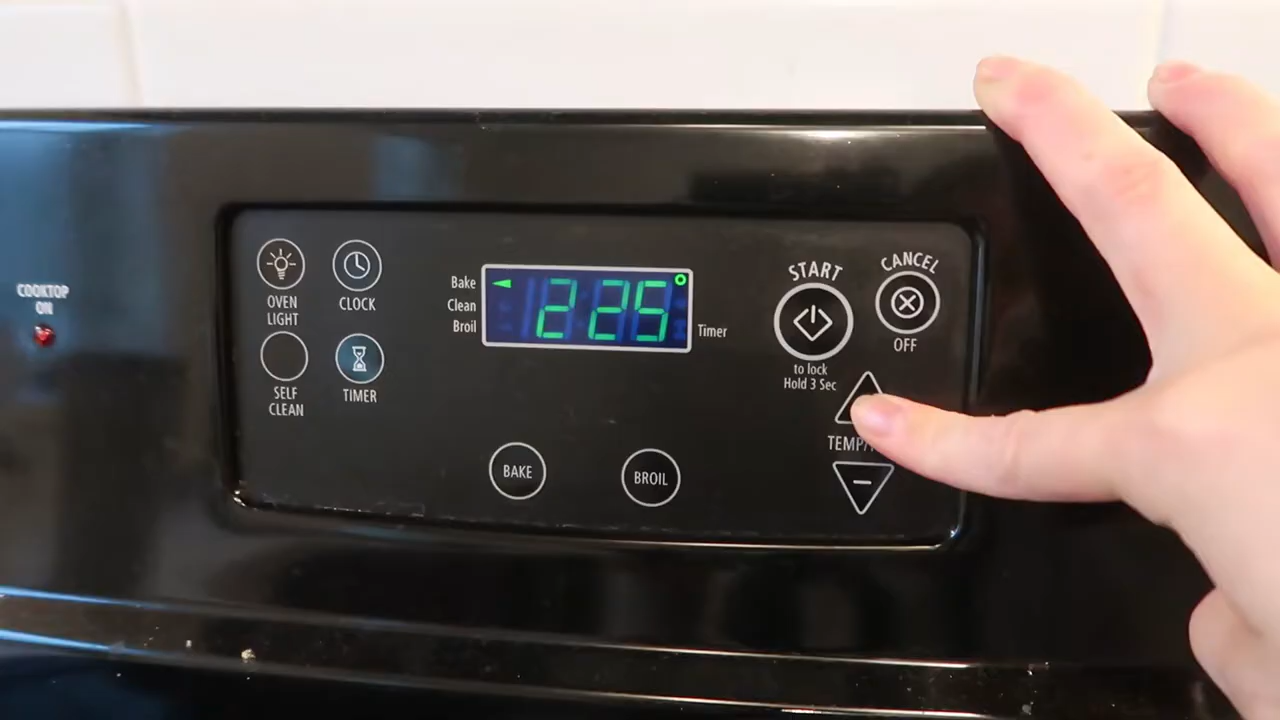 COOKTOP
ON
OVEN
LIGHT
CLOCK
SELF
CLEAN
TIMER
Bake
Clean
Broil
225
Timer
BAKE
BROIL
START
to lock
Hold 3 Sec
CANCEL
OFF
TEMP/